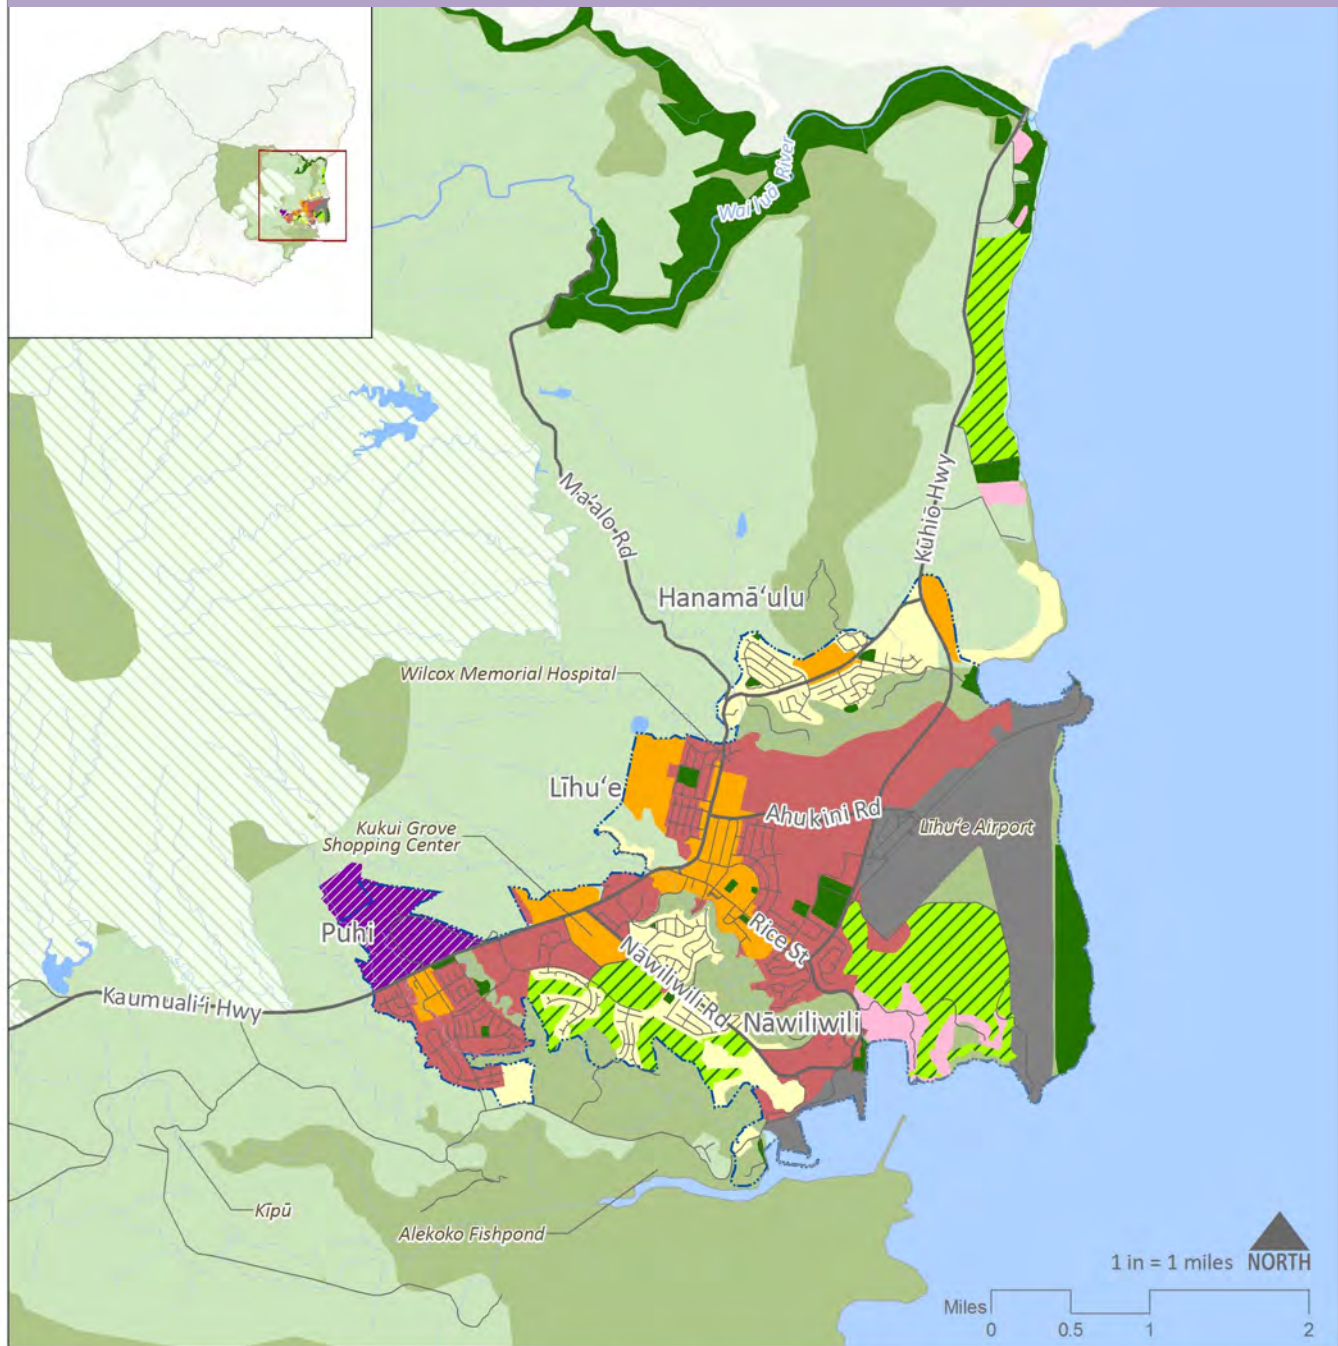 Wailuā River
Mā‘alo Rd
Kūhiō Hwy
Hanamā‘ulu
Wilcox Memorial Hospital
Līhu‘e
Ahukini Rd
Kukui Grove
Shopping Center
Līhu‘e Airport
Puhi
Rice St
Nāwiliwili Rd
Kaumuali‘i Hwy
Nāwiliwili
Kīpū
Alekoko Fishpond
1 in = 1 miles NORTH
Miles
0 0.5 1 2